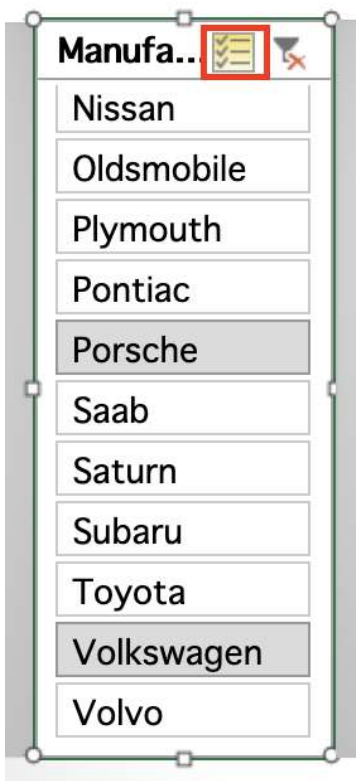 Manufa...
Nissan
Oldsmobile
Plymouth
Pontiac
Porsche
Saab
Saturn
Subaru
Toyota
Volkswagen
Volvo